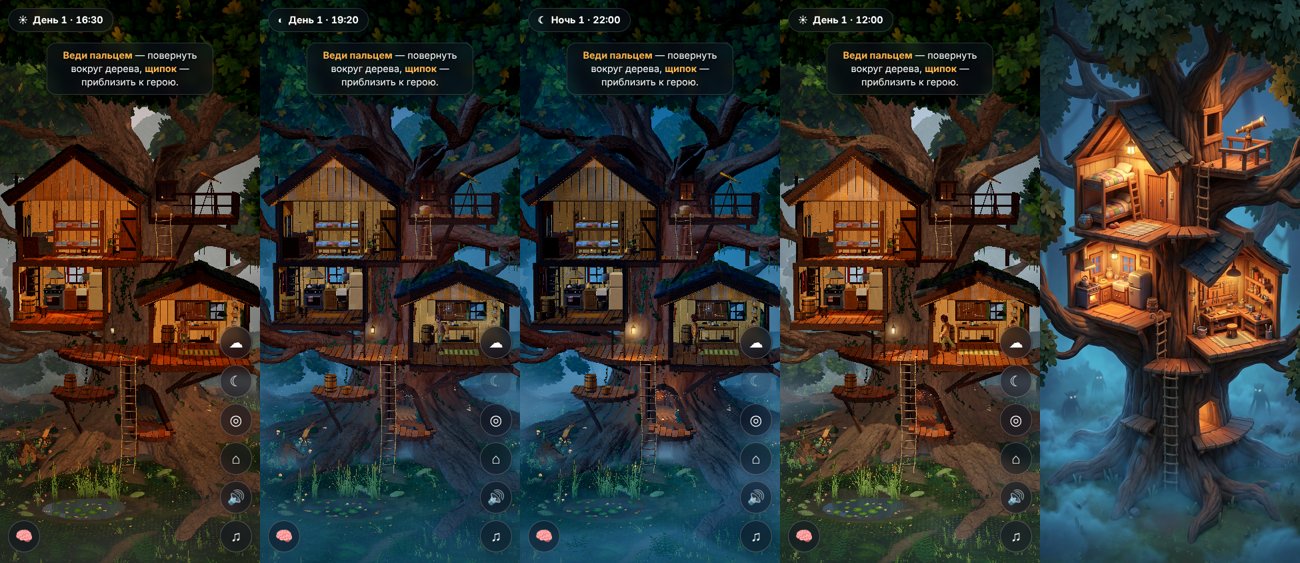 День 1 · 16:30
Веди пальцем — повернуть
вокруг дерева, щипок —
приблизить к герою.
День 1 · 19:20
Веди пальцем — повернуть
вокруг дерева, щипок —
приблизить к герою.
Ночь 1 · 22:00
Веди пальцем — повернуть
вокруг дерева, щипок —
приблизить к герою.
День 1 · 12:00
Веди пальцем — повернуть
вокруг дерева, щипок —
приблизить к герою.